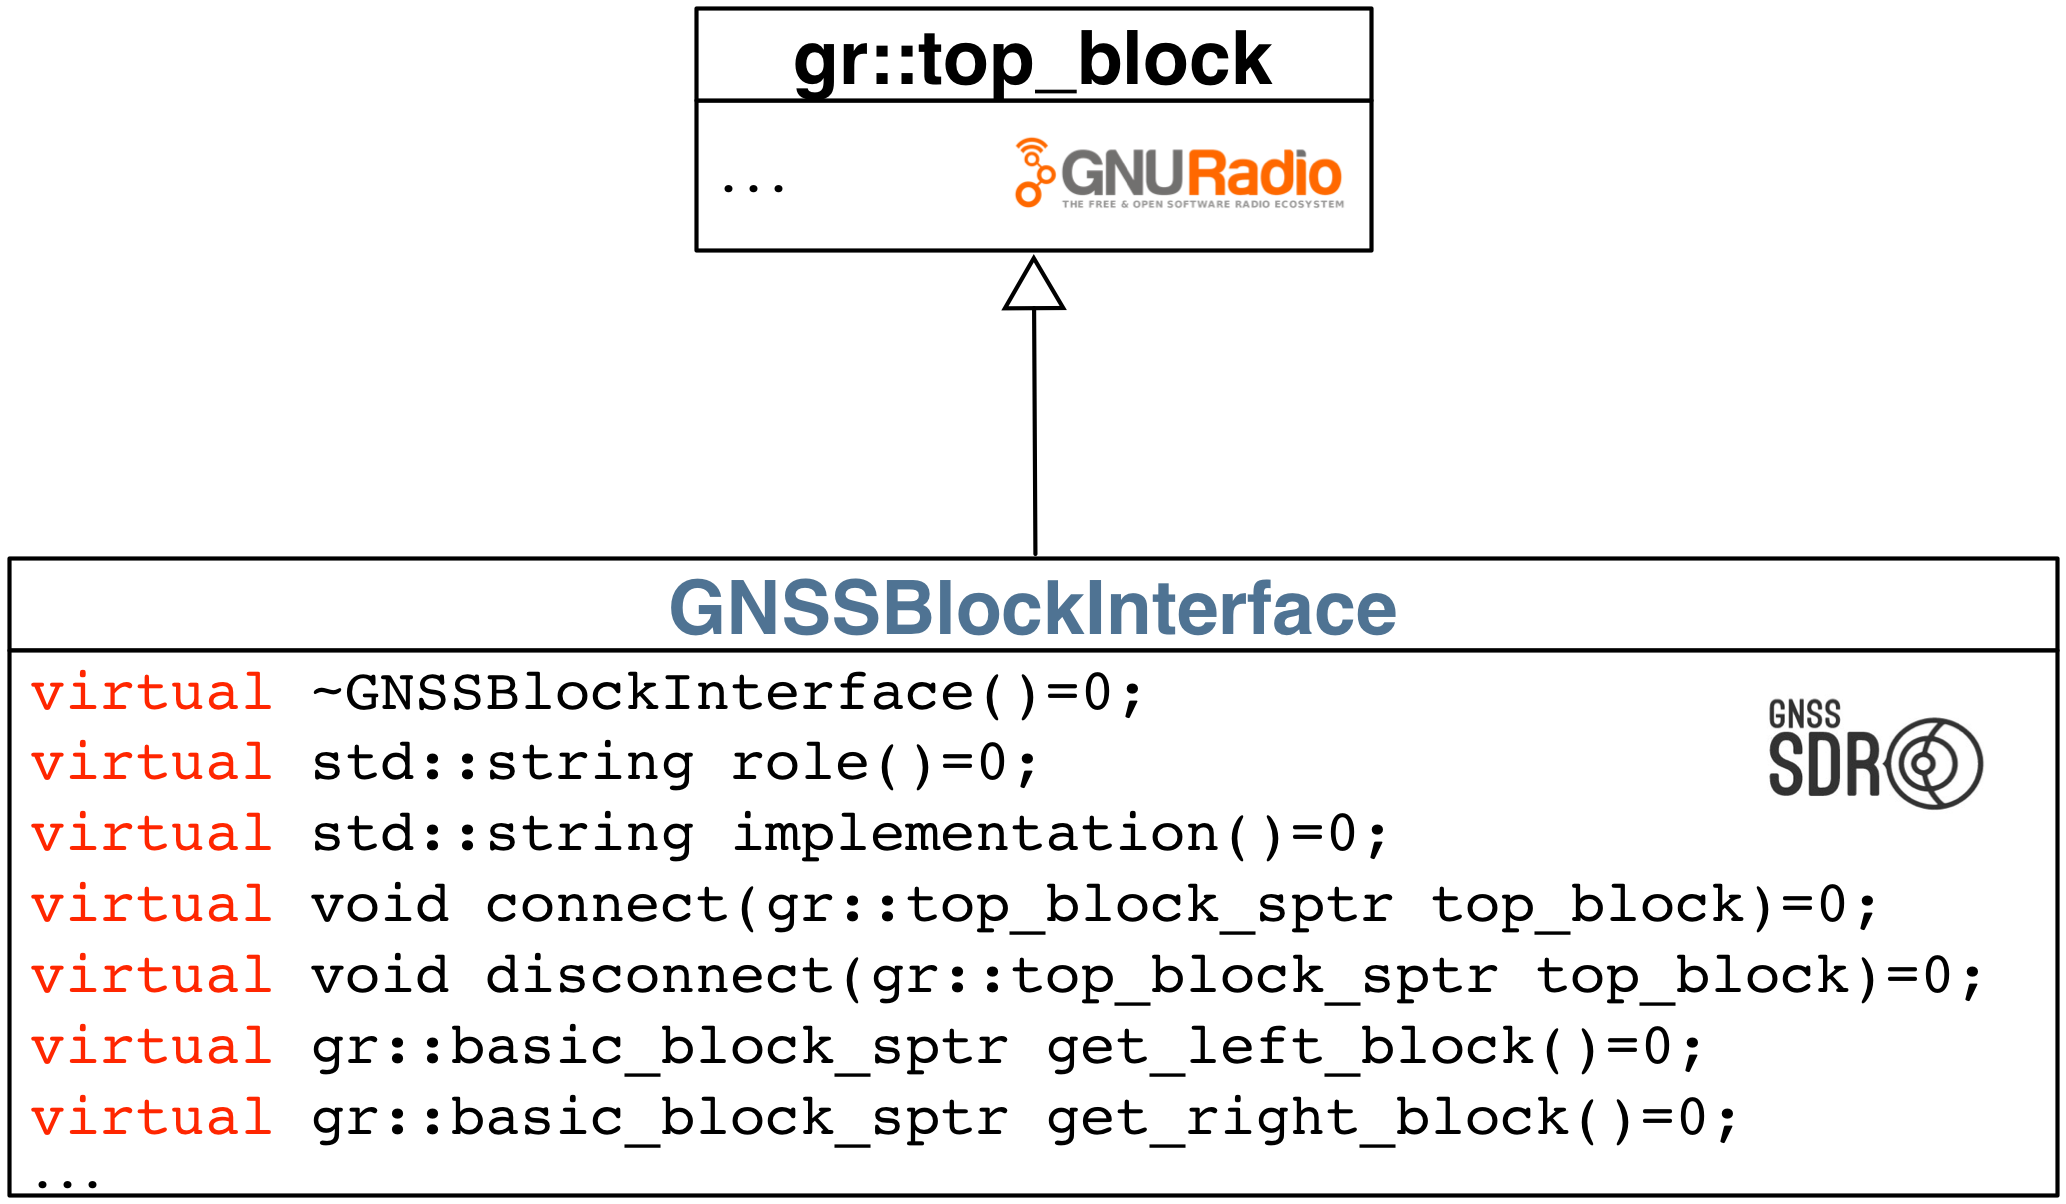 gr::top_block
...
GNURadio
THE FREE & OPEN SOFTWARE RADIO ECOSYSTEM
GNSSBlockInterface
virtual ~GNSSBlockInterface()=0;
virtual std::string role()=0;
virtual std::string implementation()=0;
virtual void connect(gr::top_block_sptr top_block)=0;
virtual void disconnect(gr::top_block_sptr top_block)=0;
virtual gr::basic_block_sptr get_left_block()=0;
virtual gr::basic_block_sptr get_right_block()=0;
...
GNSS
SDR